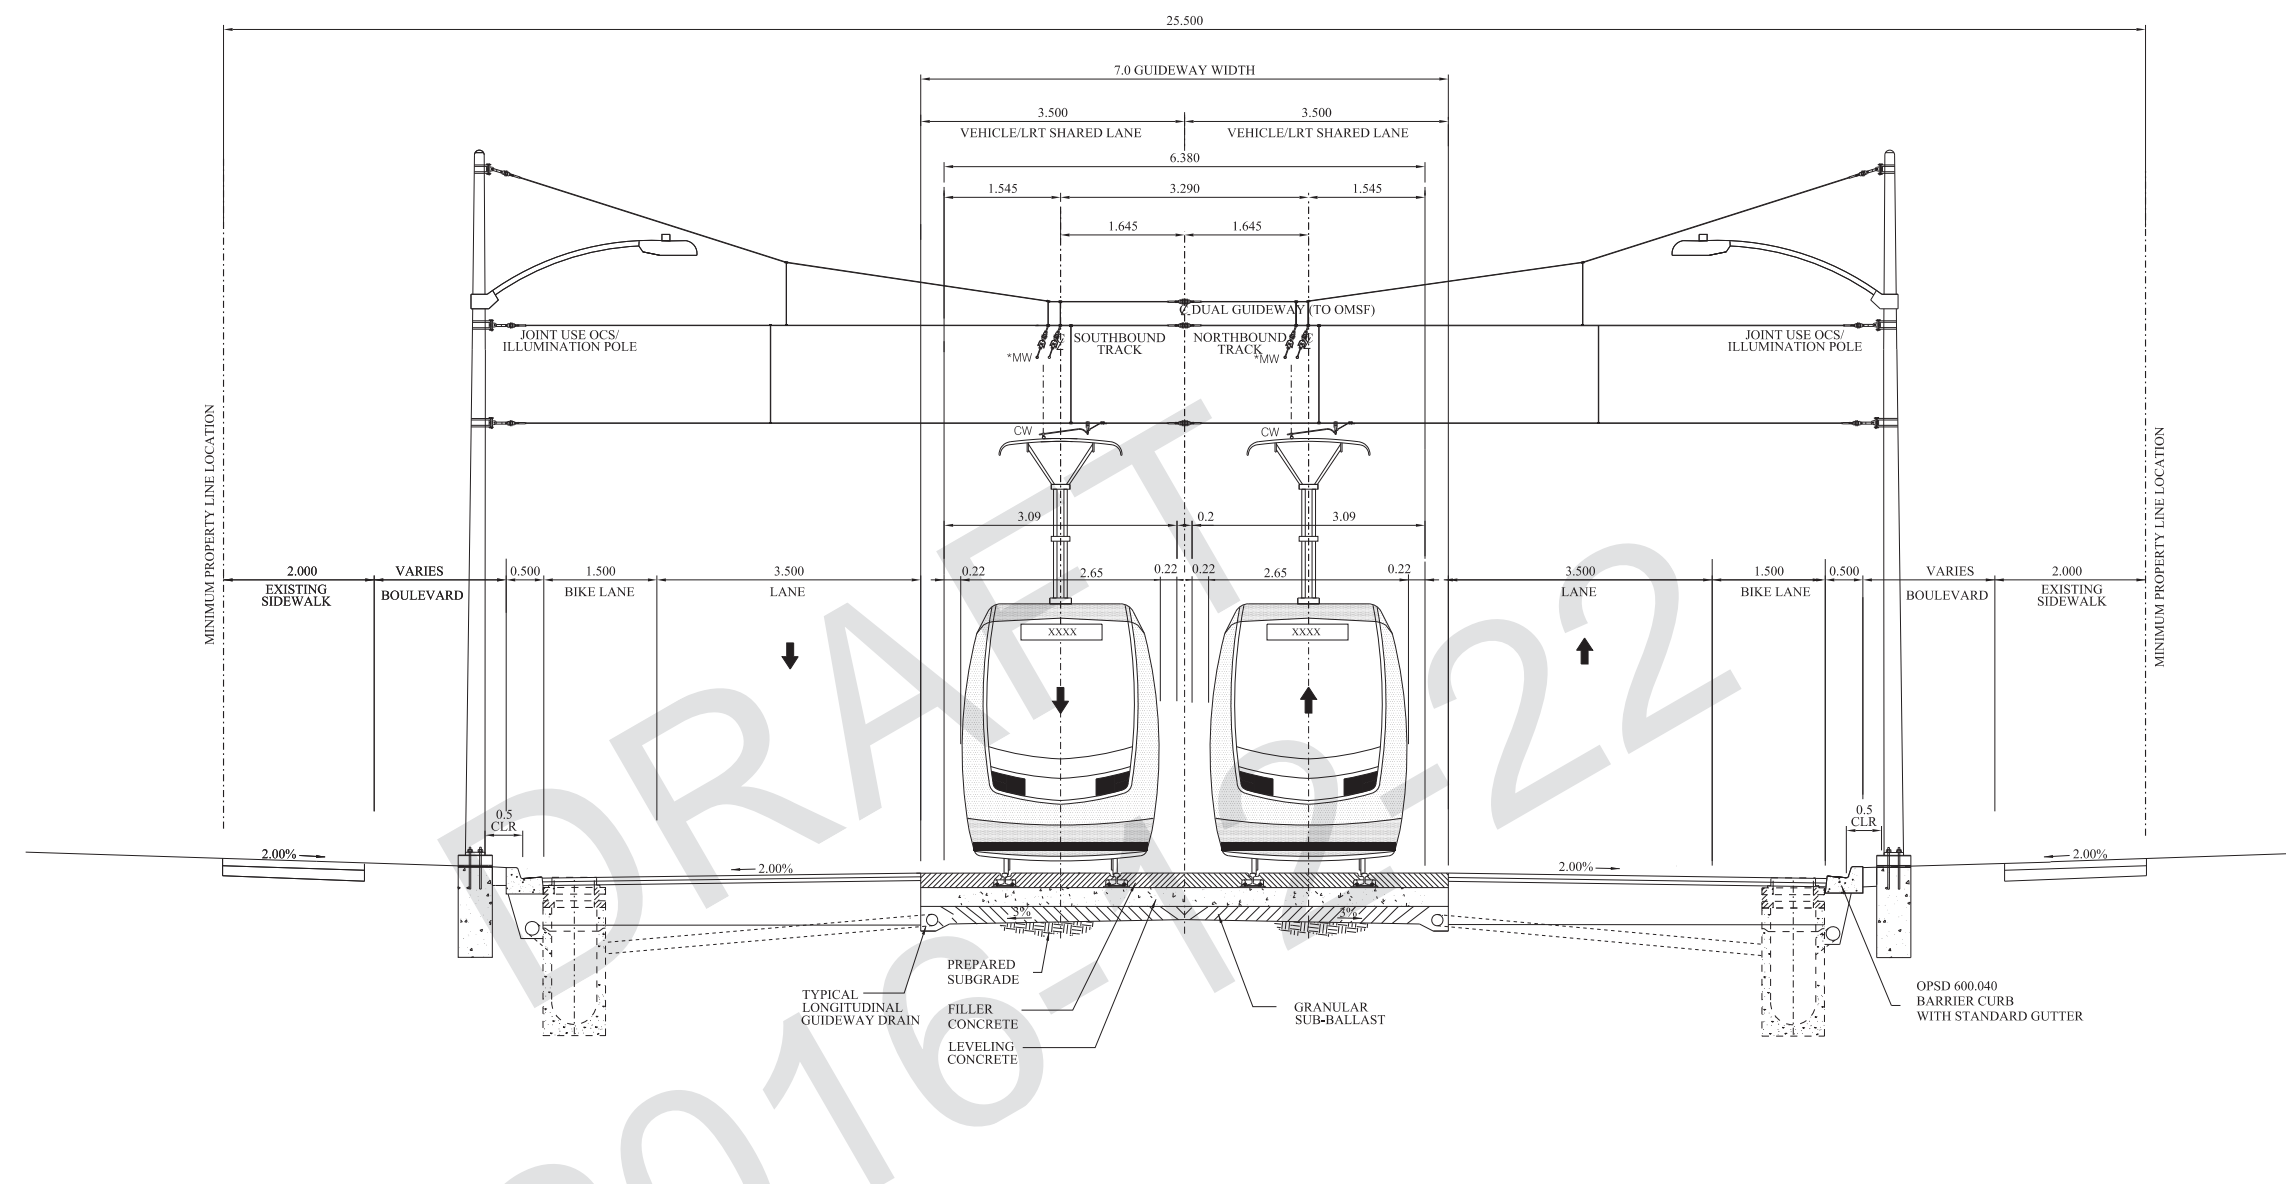 25.500
7.0 GUIDEWAY WIDTH
3.500
3.500
VEHICLE/LRT SHARED LANE
VEHICLE/LRT SHARED LANE
6.380
1.545
3.290
1.545
1.645
1.645
℄ DUAL GUIDEWAY (TO OMSF)
JOINT USE OCS/
ILLUMINATION POLE
SOUTHBOUND
TRACK
NORTHBOUND
TRACK
JOINT USE OCS/
ILLUMINATION POLE
*MW
*MW
CW
CW
MINIMUM PROPERTY LINE LOCATION
MINIMUM PROPERTY LINE LOCATION
3.09
0.2
3.09
2.000
VARIES
0.500
1.500
3.500
0.22
2.65
0.22
0.22
2.65
0.22
3.500
1.500
0.500
VARIES
2.000
EXISTING
SIDEWALK
BOULEVARD
BIKE LANE
LANE
LANE
BIKE LANE
BOULEVARD
EXISTING
SIDEWALK
XXXX
XXXX
0.5
CLR
0.5
CLR
2.00%
2.00%
2.00%
2.00%
3%
3%
PREPARED
SUBGRADE
TYPICAL
LONGITUDINAL
GUIDEWAY DRAIN
FILLER
CONCRETE
LEVELING
CONCRETE
GRANULAR
SUB-BALLAST
OPSD 600.040
BARRIER CURB
WITH STANDARD GUTTER
DRAFT
2016-12-22